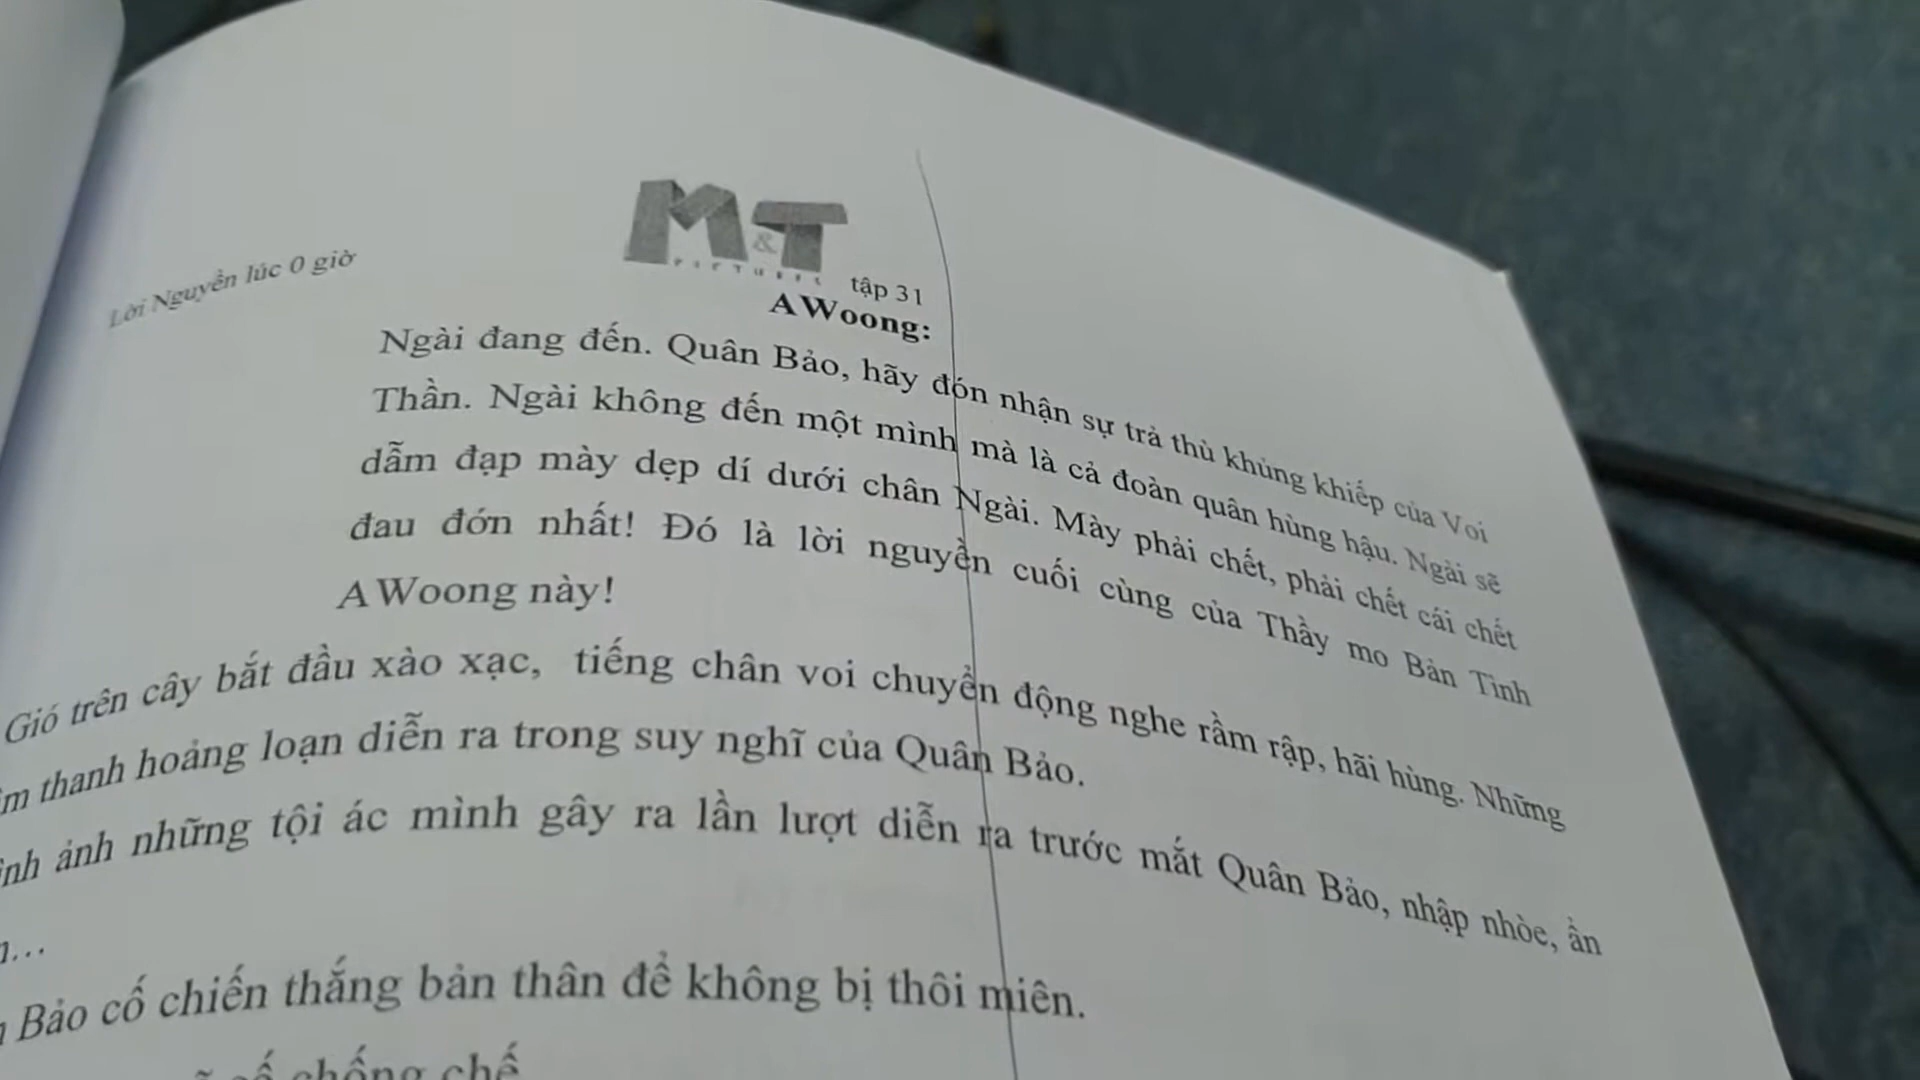 Lời Nguyền lúc 0 giờ
M&T
PICTURES
tập 31
A Woong:
Ngài đang đến. Quân Bảo, hãy đón nhận sự trả thù khủng khiếp của Voi
Thần. Ngài không đến một mình mà là cả đoàn quân hùng hậu. Ngài sẽ
dẫm đạp mày dẹp dí dưới chân Ngài. Mày phải chết, phải chết cái chết
đau đớn nhất! Đó là lời nguyền cuối cùng của Thầy mo Bản Tình
A Woong này!
Gió trên cây bắt đầu xào xạc, tiếng chân voi chuyển động nghe rầm rập, hãi hùng. Những
thanh hoảng loạn diễn ra trong suy nghĩ của Quân Bảo.
ảnh những tội ác mình gây ra lần lượt diễn ra trước mắt Quân Bảo, nhập nhòe, ẩn
Bảo cố chiến thắng bản thân để không bị thôi miên.
cố chống chế